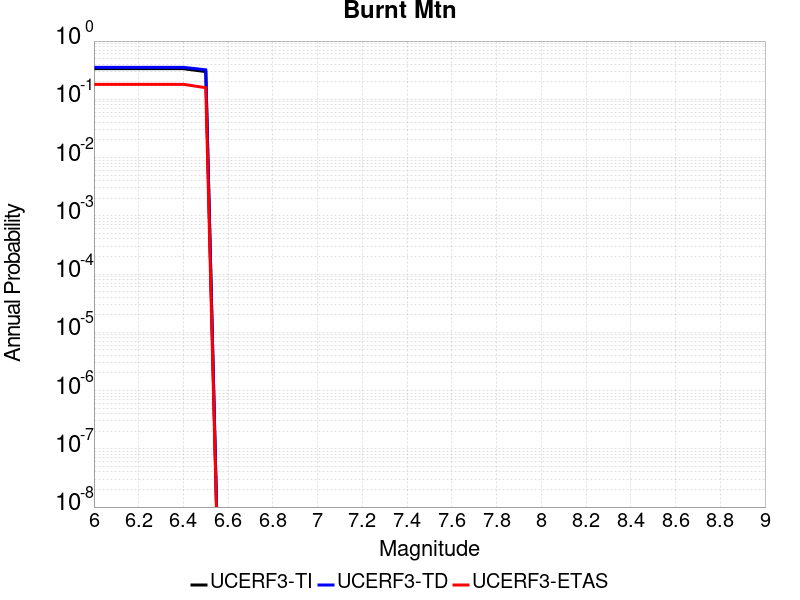 Burnt Mtn
10^0
10^-1
10^-2
10^-3
10^-4
10^-5
10^-6
10^-7
10^-8
Annual Probability
6 6.2 6.4 6.6 6.8 7 7.2 7.4 7.6 7.8 8 8.2 8.4 8.6 8.8 9
Magnitude
UCERF3-TI UCERF3-TD UCERF3-ETAS